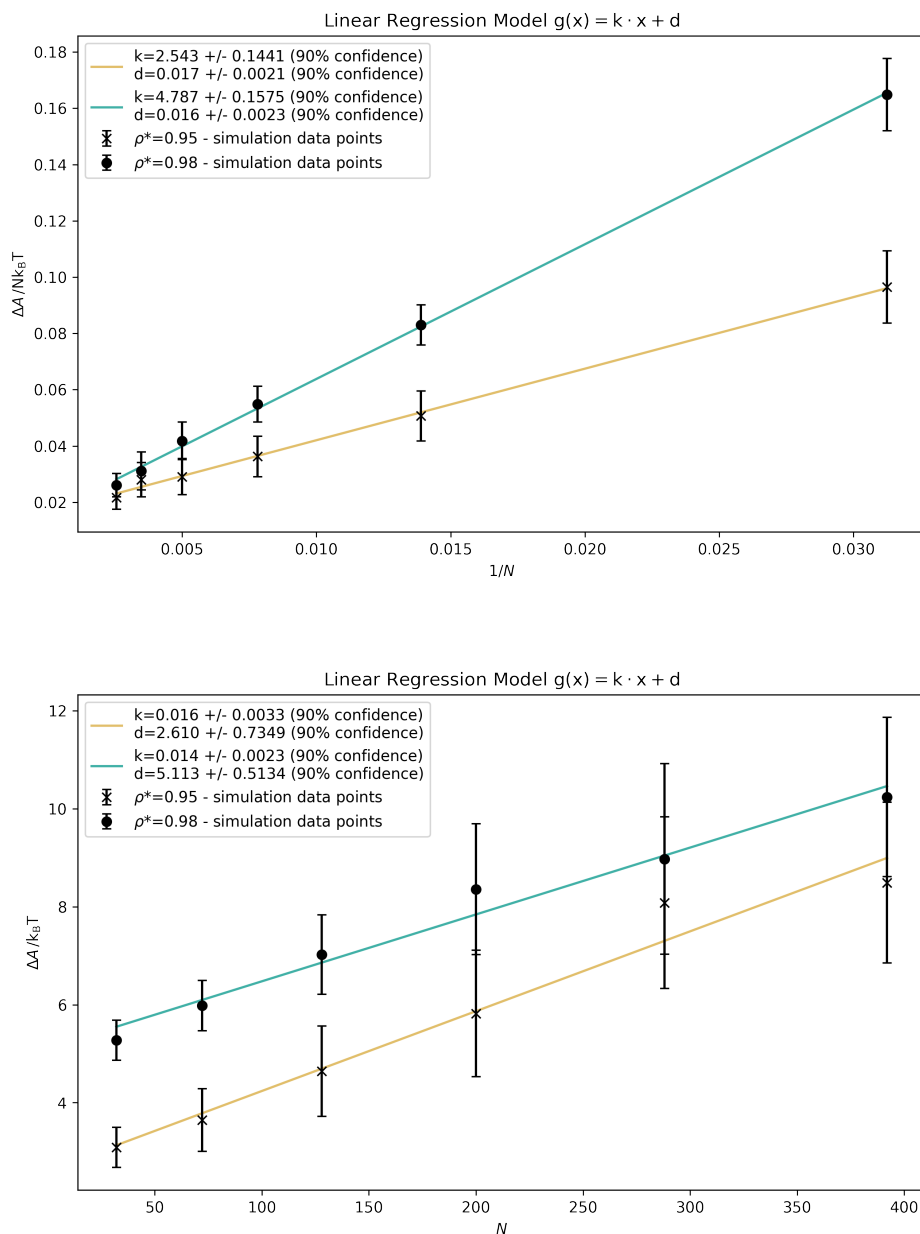 Linear Regression Model g(x) = k · x + d
k=2.543 +/- 0.1441 (90% confidence)
d=0.017 +/- 0.0021 (90% confidence)
k=4.787 +/- 0.1575 (90% confidence)
d=0.016 +/- 0.0023 (90% confidence)
ρ*=0.95 - simulation data points
ρ*=0.98 - simulation data points
0.18
0.16
0.14
0.12
0.10
0.08
0.06
0.04
0.02
ΔA/Nk_BT
0.005 0.010 0.015 0.020 0.025 0.030
1/N
Linear Regression Model g(x) = k · x + d
k=0.016 +/- 0.0033 (90% confidence)
d=2.610 +/- 0.7349 (90% confidence)
k=0.014 +/- 0.0023 (90% confidence)
d=5.113 +/- 0.5134 (90% confidence)
ρ*=0.95 - simulation data points
ρ*=0.98 - simulation data points
12
10
8
6
4
ΔA/k_BT
50 100 150 200 250 300 350 400
N